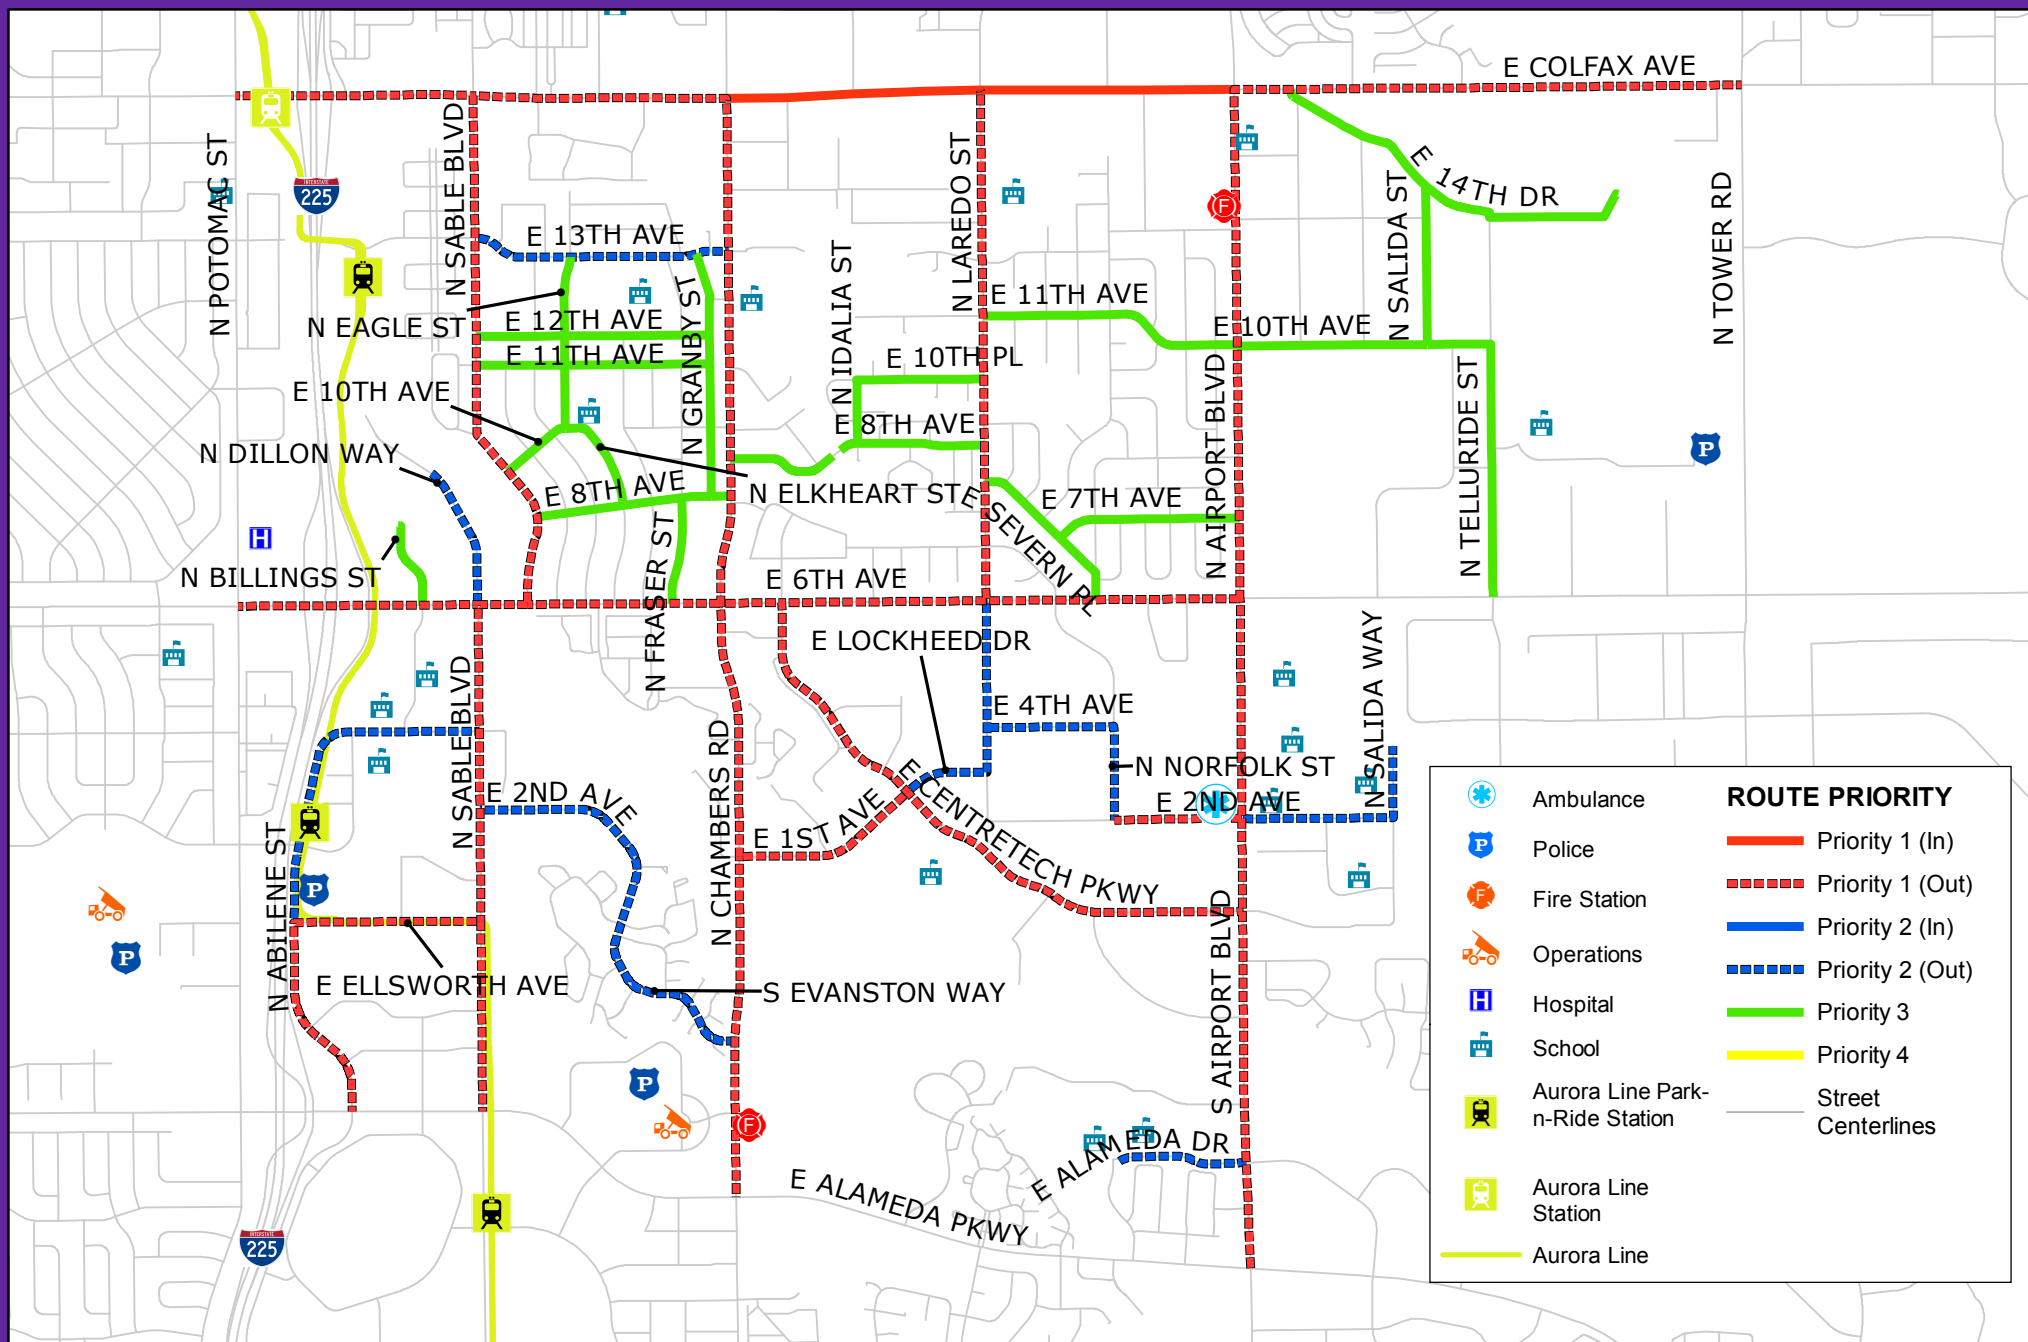 E COLFAX AVE
N POTOMAC ST
N SABLE BLVD
INTERSTATE
225
N LAREDO ST
E 14TH DR
N SALIDA ST
N TOWER RD
E 13TH AVE
N GRANBY ST
N IDALIA ST
E 11TH AVE
N EAGLE ST
E 12TH AVE
E 10TH AVE
E 11TH AVE
E 10TH PL
N AIRPORT BLVD
N TELLURIDE ST
E 10TH AVE
E 8TH AVE
N DILLON WAY
P
E 8TH AVE
N ELKHEART ST
E SEVERN PL
E 7TH AVE
H
N FRASER ST
N BILLINGS ST
E 6TH AVE
E LOCKHEED DR
N SALIDA WAY
N SABLE BLVD
E 4TH AVE
N CHAMBERS RD
N NORFOLK ST
E 2ND AVE
E 2ND AVE
E CENTRETECH PKWY
E 1ST AVE
N ABILENE ST
P
P
E ELLSWORTH AVE
S EVANSTON WAY
S AIRPORT BLVD
P
F
F
E ALAMEDA DR
E ALAMEDA PKWY
INTERSTATE
225
Ambulance
P
Police
F
Fire Station
Operations
H
Hospital
School
Aurora Line Park-
n-Ride Station
Aurora Line
Station
Aurora Line
ROUTE PRIORITY
Priority 1 (In)
Priority 1 (Out)
Priority 2 (In)
Priority 2 (Out)
Priority 3
Priority 4
Street
Centerlines